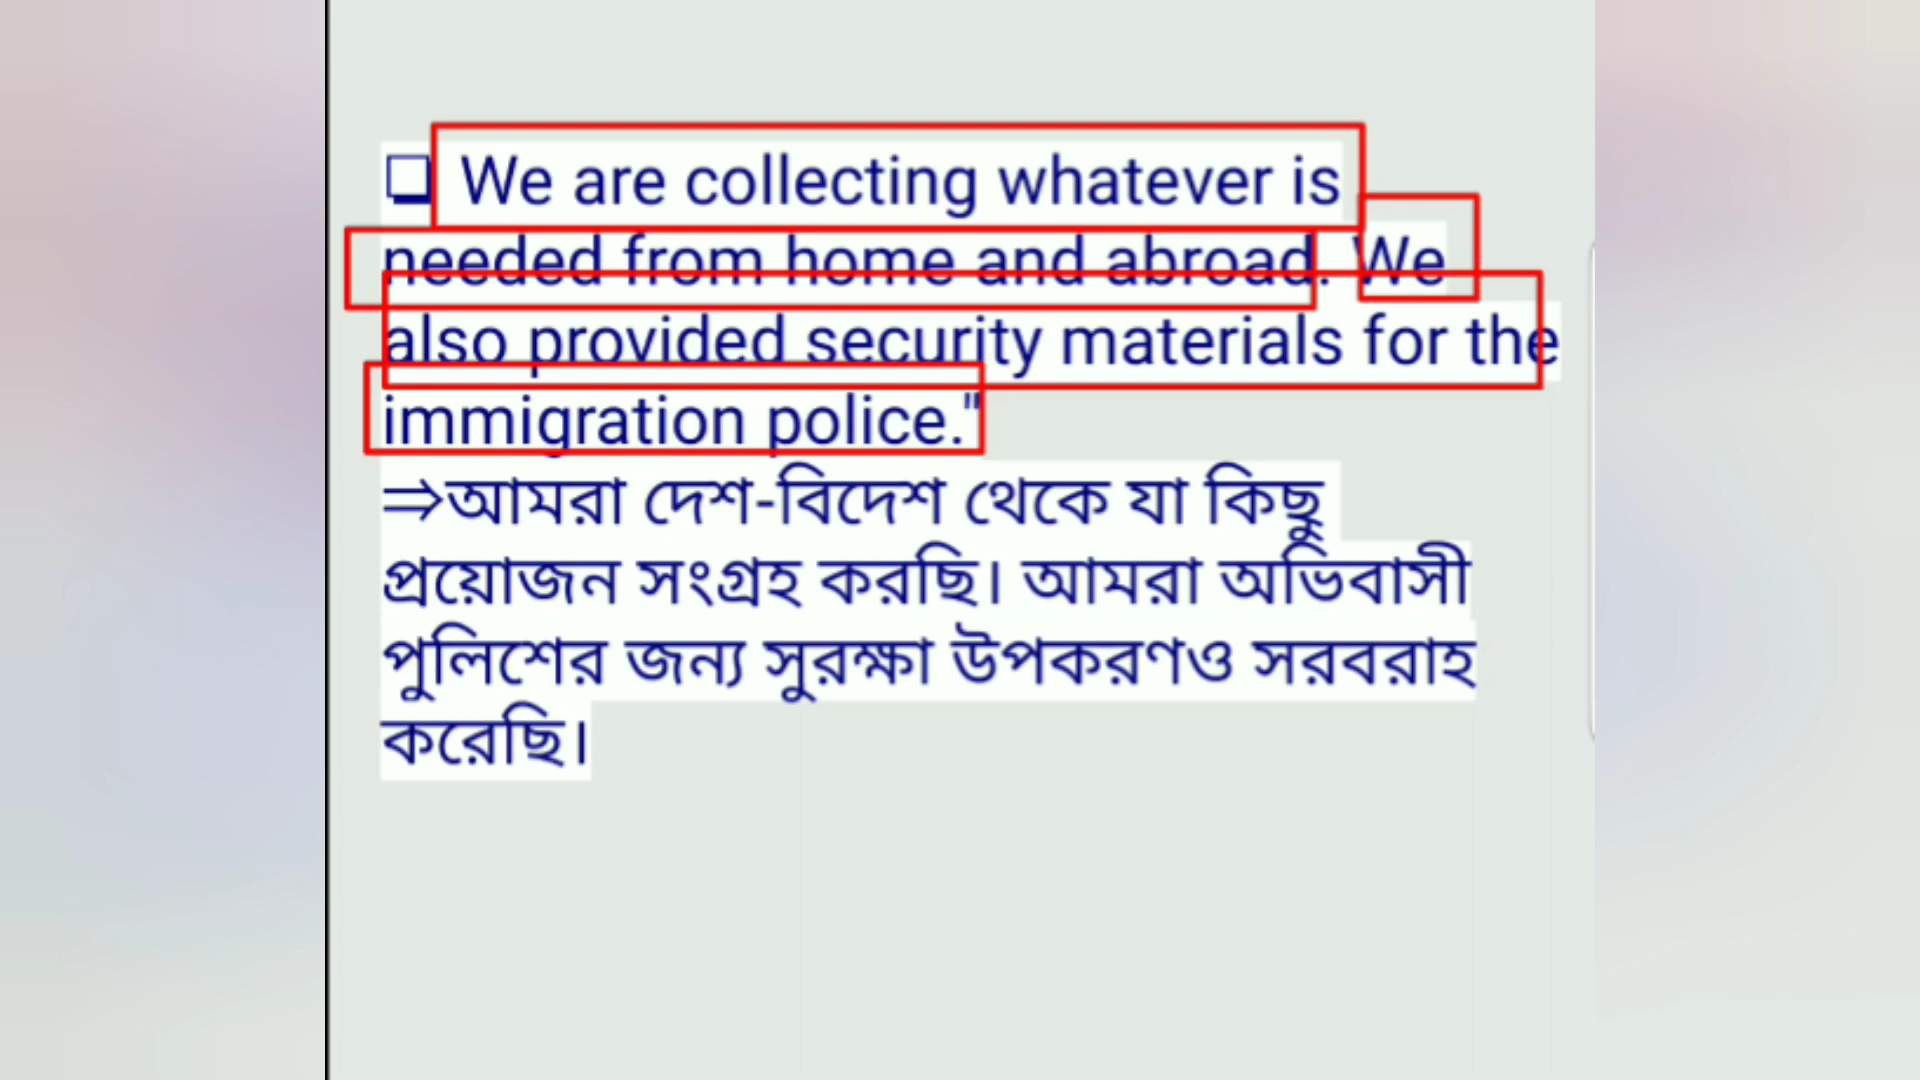 ❏ We are collecting whatever is
needed from home and abroad. We
also provided security materials for the
immigration police."
⇒আমরা দেশ-বিদেশ থেকে যা কিছু
প্রয়োজন সংগ্রহ করছি। আমরা অভিবাসী
পুলিশের জন্য সুরক্ষা উপকরণও সরবরাহ
করেছি।